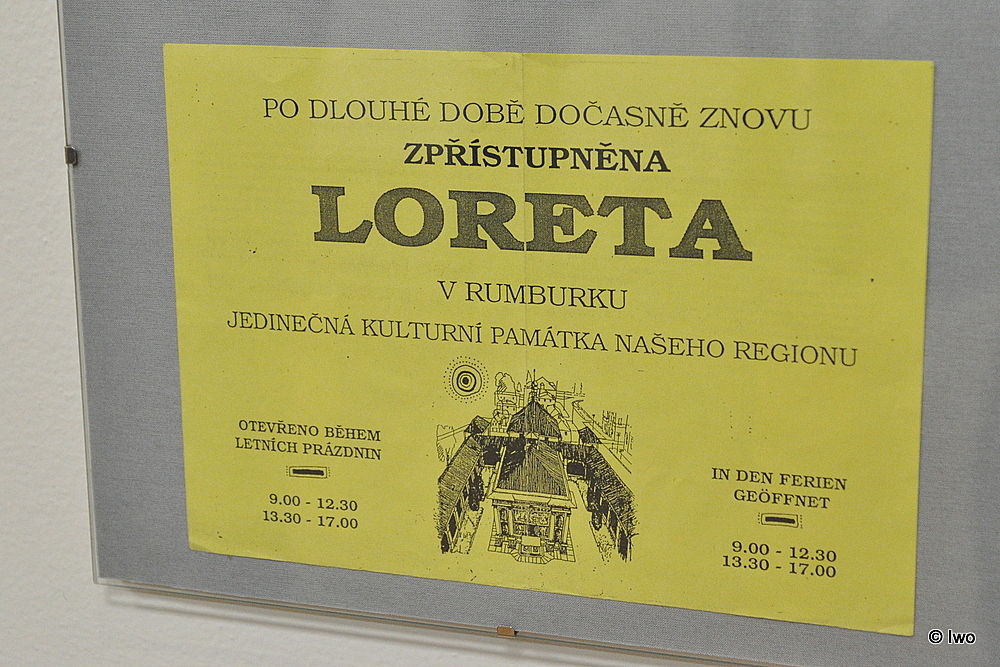 PO DLOUHÉ DOBĚ DOČASNĚ ZNOVU
ZPŘÍSTUPNĚNA
LORETA
V RUMBURKU
JEDINEČNÁ KULTURNÍ PAMÁTKA NAŠEHO REGIONU
OTEVŘENO BĚHEM
LETNÍCH PRÁZDNIN
9.00 - 12.30
13.30 - 17.00
IN DEN FERIEN
GEÖFFNET
9.00 - 12.30
13.30 - 17.00
© lwo